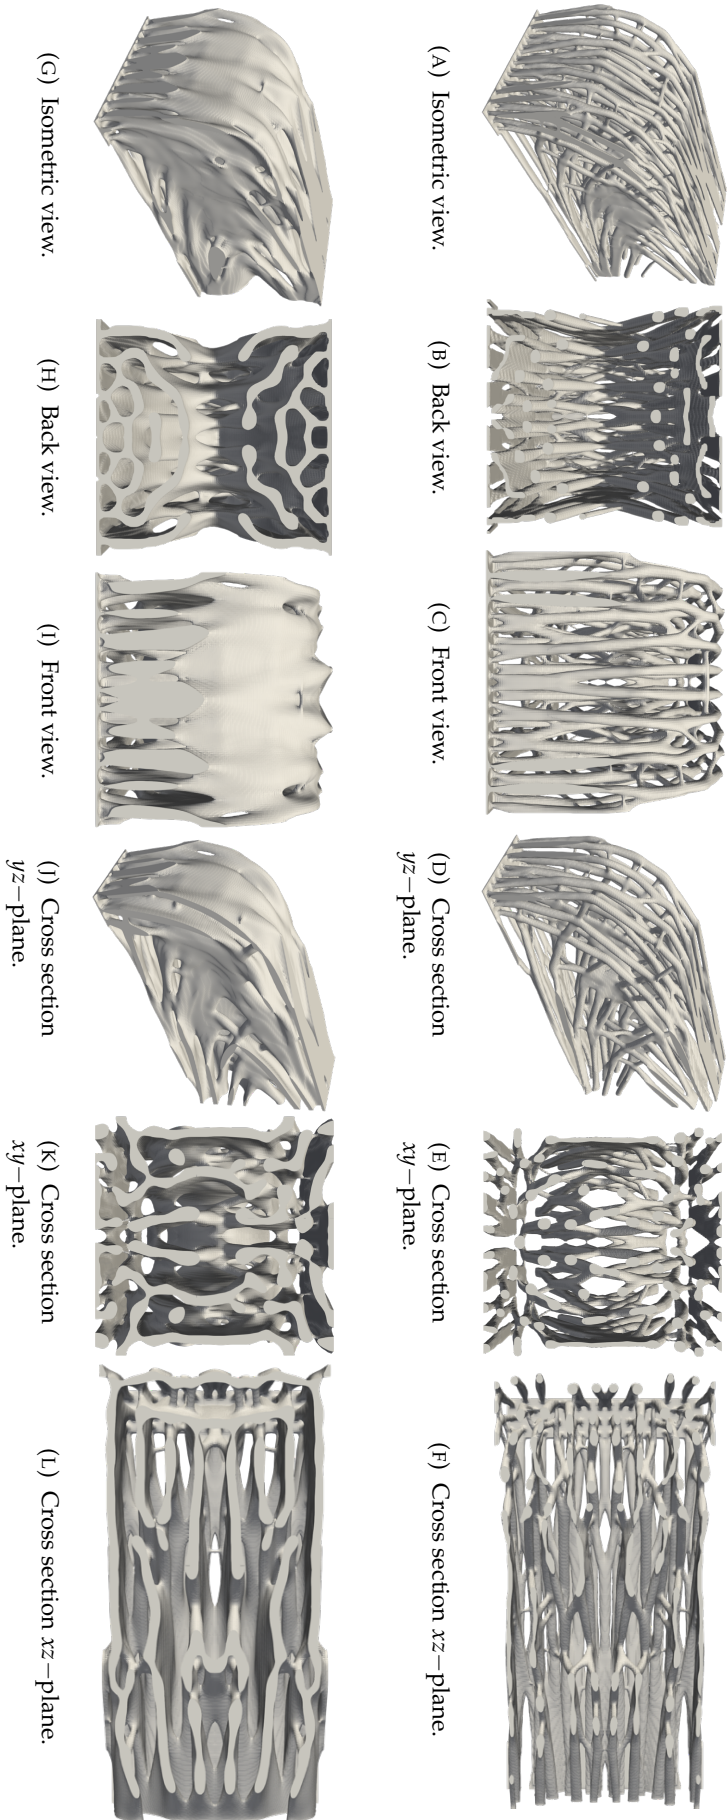 (A) Isometric view.
(B) Back view.
(C) Front view.
(D) Cross section
yz−plane.
(E) Cross section
xy−plane.
(F) Cross section xz−plane.
(G) Isometric view.
(H) Back view.
(I) Front view.
(J) Cross section
yz−plane.
(K) Cross section
xy−plane.
(L) Cross section xz−plane.